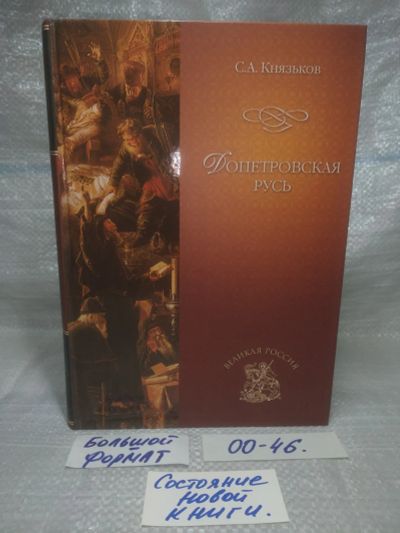 С.А. Князьков
Допетровская
Русь
ВЕЛИКАЯ РОССИЯ
Большой
формат
00-46.
Состояние
новой
книги.